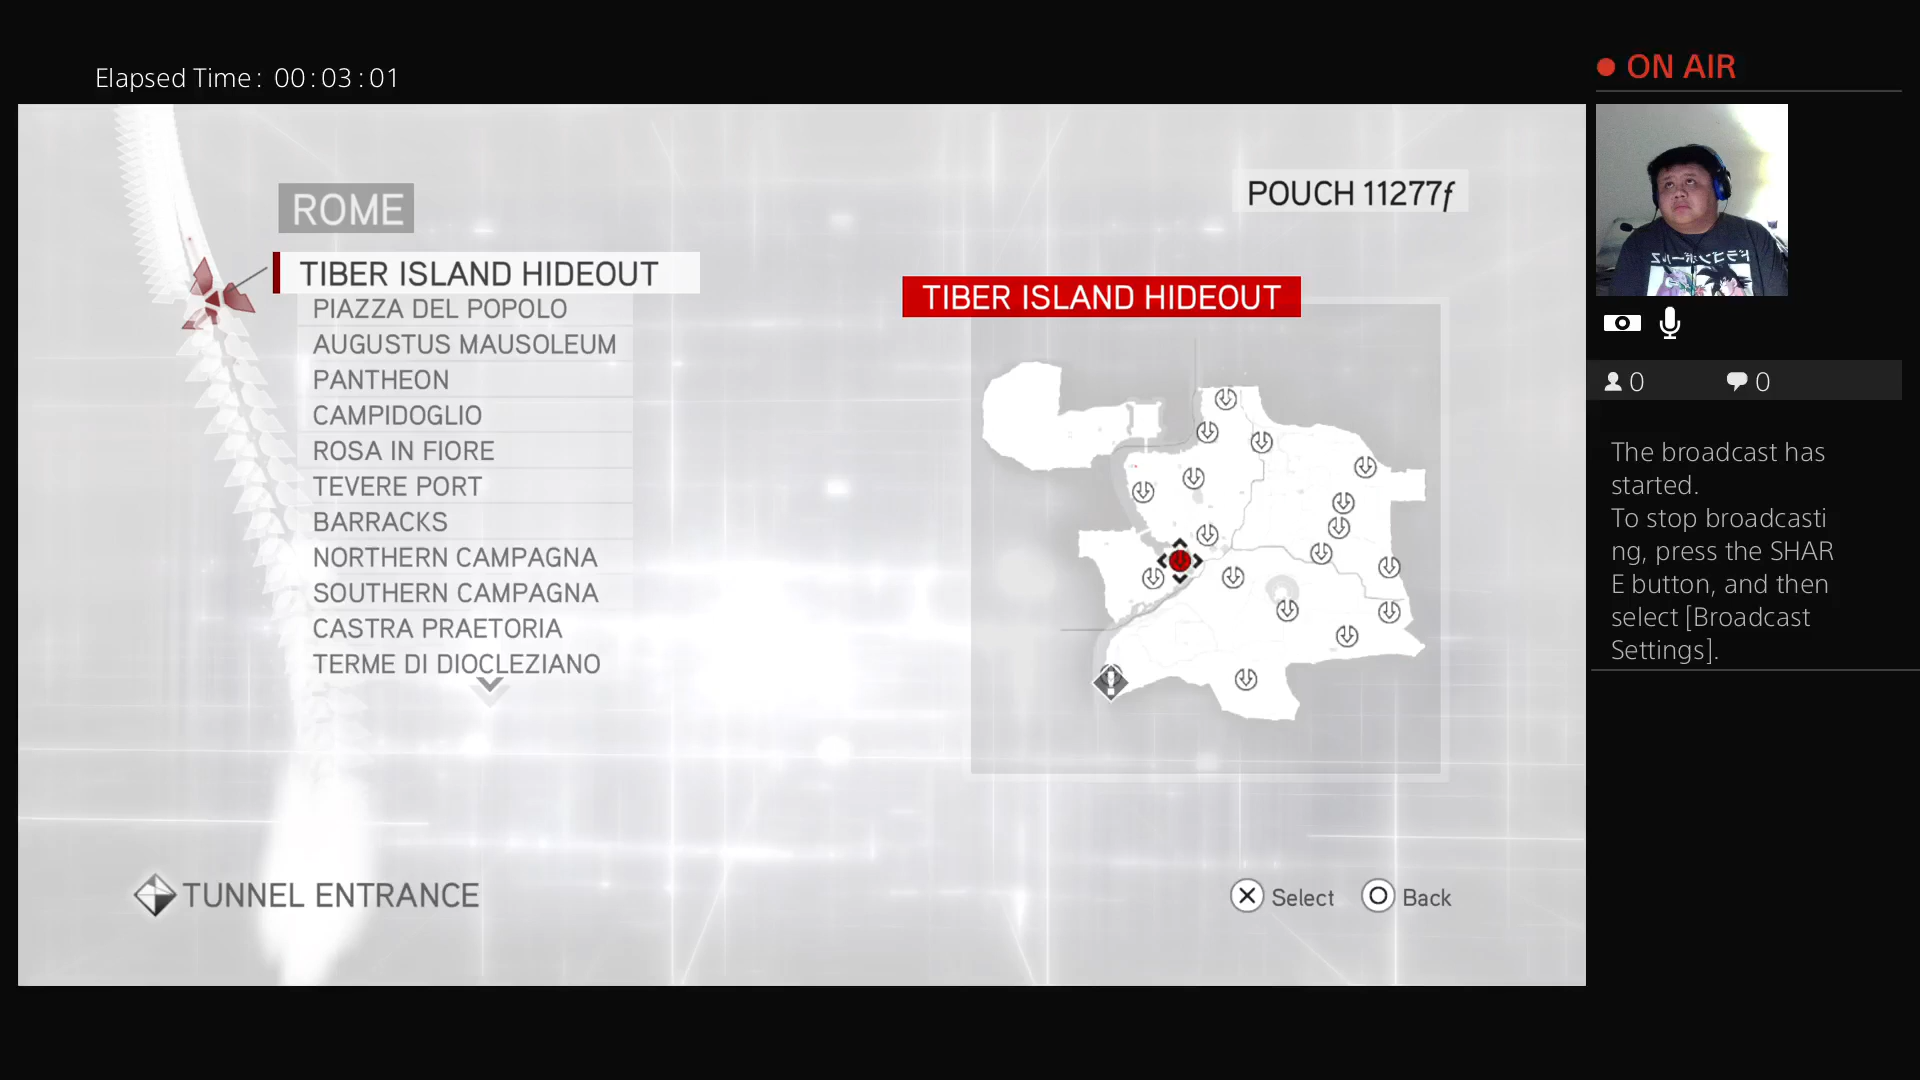 Elapsed Time: 00:03:01
ON AIR
ROME
POUCH 11277ƒ
TIBER ISLAND HIDEOUT
PIAZZA DEL POPOLO
AUGUSTUS MAUSOLEUM
PANTHEON
CAMPIDOGLIO
ROSA IN FIORE
TEVERE PORT
BARRACKS
NORTHERN CAMPAGNA
SOUTHERN CAMPAGNA
CASTRA PRAETORIA
TERME DI DIOCLEZIANO
TIBER ISLAND HIDEOUT
TUNNEL ENTRANCE
Select
Back
0
0
The broadcast has
started.
To stop broadcasti
ng, press the SHAR
E button, and then
select [Broadcast
Settings].